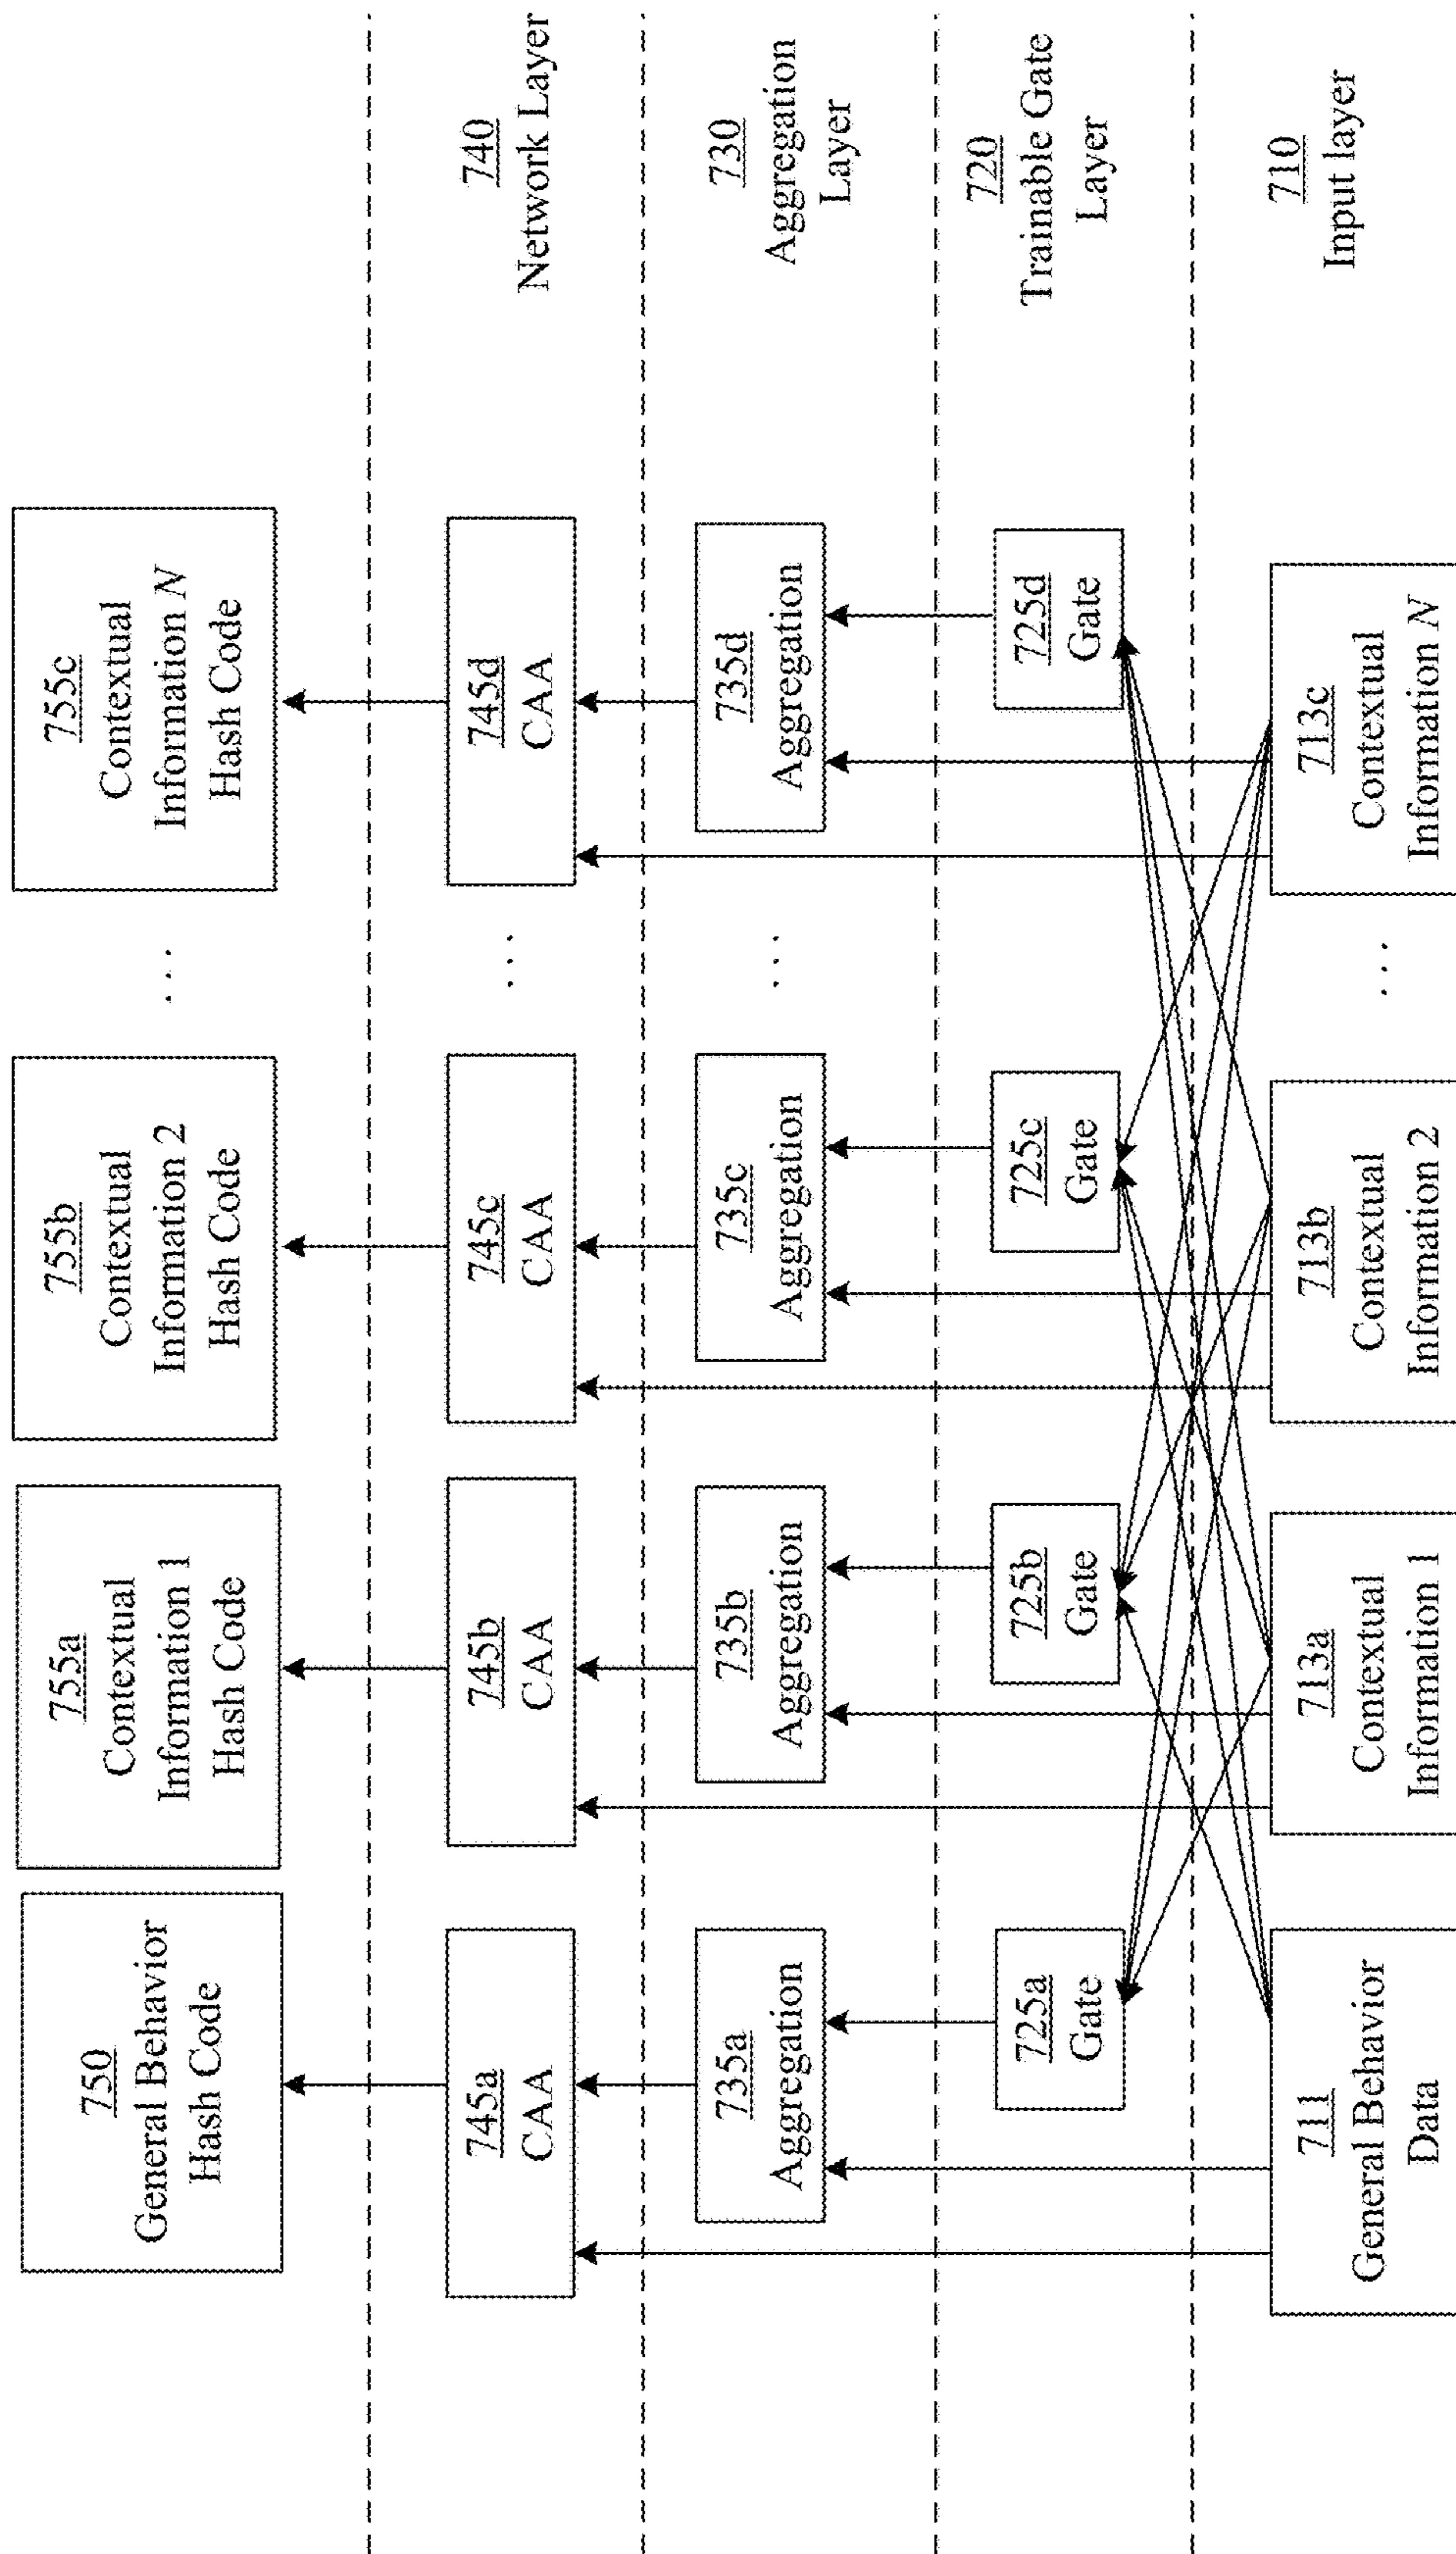 750
General Behavior
Hash Code
755a
Contextual
Information 1
Hash Code
755b
Contextual
Information 2
Hash Code
...
755c
Contextual
Information N
Hash Code
745a
CAA
745b
CAA
745c
CAA
...
745d
CAA
740
Network Layer
735a
Aggregation
735b
Aggregation
735c
Aggregation
...
735d
Aggregation
730
Aggregation
Layer
725a
Gate
725b
Gate
725c
Gate
725d
Gate
720
Trainable Gate
Layer
711
General Behavior
Data
713a
Contextual
Information 1
713b
Contextual
Information 2
...
713c
Contextual
Information N
710
Input layer